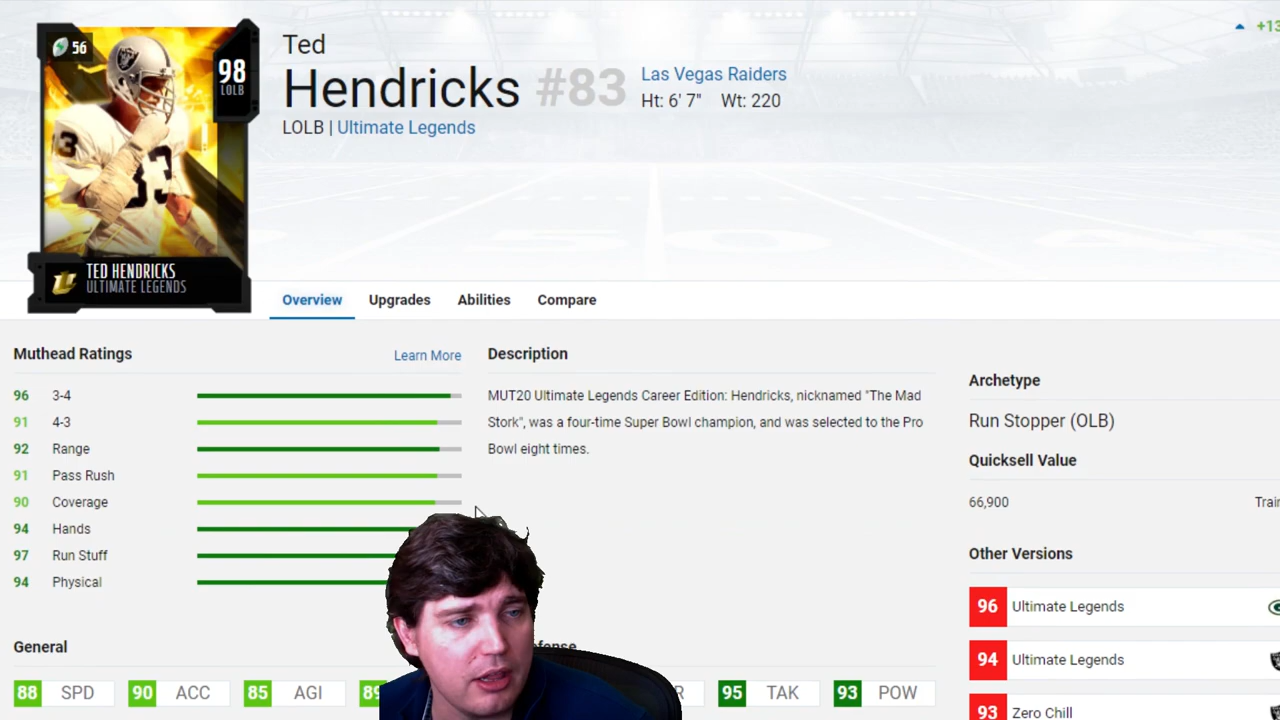 56
98
LOLB
TED HENDRICKS
ULTIMATE LEGENDS
Ted
Hendricks #83
LOLB | Ultimate Legends
Las Vegas Raiders
Ht: 6' 7" Wt: 220
+13
Overview Upgrades Abilities Compare
Muthead Ratings Learn More
96 3-4
91 4-3
92 Range
91 Pass Rush
90 Coverage
94 Hands
97 Run Stuff
94 Physical
Description
MUT20 Ultimate Legends Career Edition: Hendricks, nicknamed "The Mad
Stork", was a four-time Super Bowl champion, and was selected to the Pro
Bowl eight times.
Archetype
Run Stopper (OLB)
Quicksell Value
66,900
Other Versions
96 Ultimate Legends
94 Ultimate Legends
93 Zero Chill
General
88 SPD 90 ACC 85 AGI 89
95 TAK 93 POW